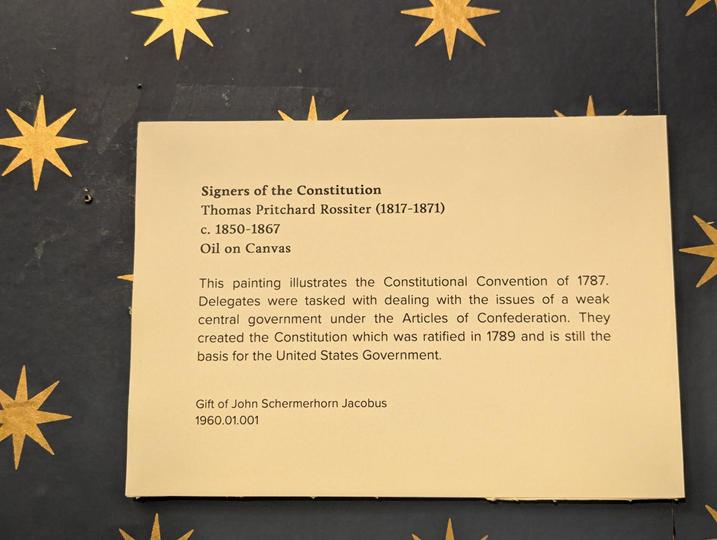 Signers of the Constitution
Thomas Pritchard Rossiter (1817-1871)
c. 1850-1867
Oil on Canvas
This painting illustrates the Constitutional Convention of 1787.
Delegates were tasked with dealing with the issues of a weak
central government under the Articles of Confederation. They
created the Constitution which was ratified in 1789 and is still the
basis for the United States Government.
Gift of John Schermerhorn Jacobus
1960.01.001